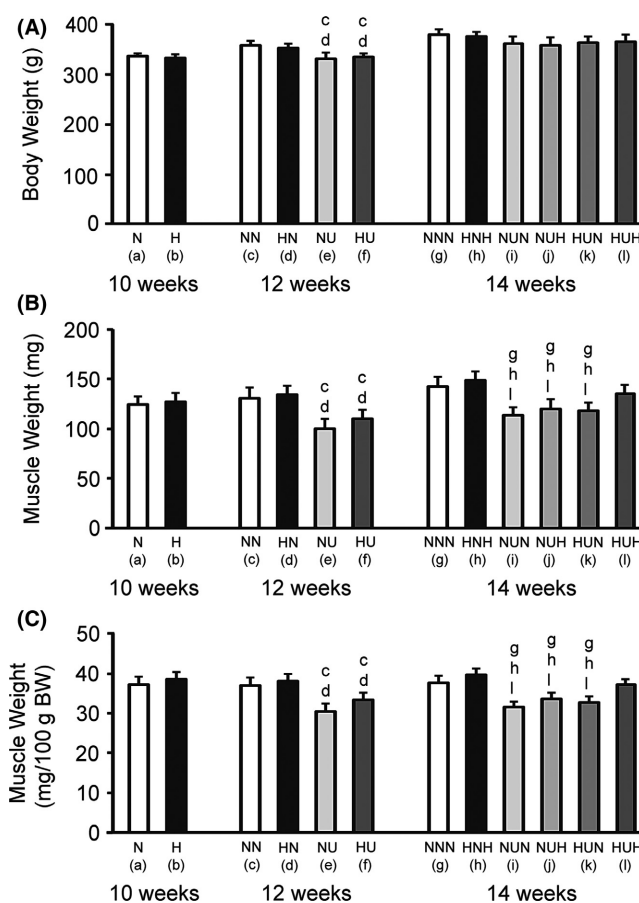 (A)
Body Weight (g)
400
300
200
100
0
c c
d d
N H NN HN NU HU NNN HNH NUN NUH HUN HUH
(a) (b) (c) (d) (e) (f) (g) (h) (i) (j) (k) (l)
10 weeks 12 weeks 14 weeks
(B)
Muscle Weight (mg)
200
150
100
50
0
c c
d d
g g g
h h h
l l l
N H NN HN NU HU NNN HNH NUN NUH HUN HUH
(a) (b) (c) (d) (e) (f) (g) (h) (i) (j) (k) (l)
10 weeks 12 weeks 14 weeks
(C)
Muscle Weight
(mg/100 g BW)
50
40
30
20
10
0
c c
d d
g g g
h h h
l l l
N H NN HN NU HU NNN HNH NUN NUH HUN HUH
(a) (b) (c) (d) (e) (f) (g) (h) (i) (j) (k) (l)
10 weeks 12 weeks 14 weeks